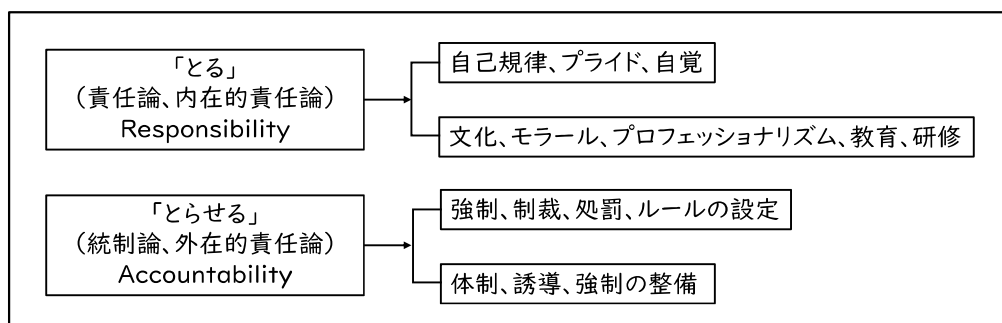 「とる」
(責任論、内在的責任論)
Responsibility
自己規律、プライド、自覚
文化、モラール、プロフェッショナリズム、教育、研修
「とらせる」
(統制論、外在的責任論)
Accountability
強制、制裁、処罰、ルールの設定
体制、誘導、強制の整備